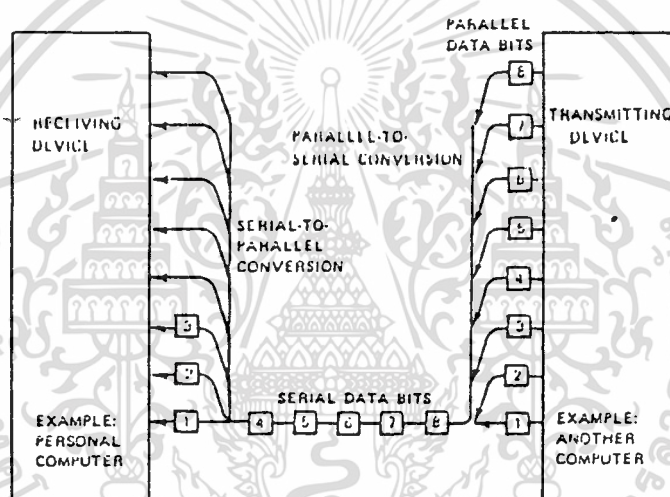 PARALLEL
DATA BITS
8
RECEIVING
DEVICE
PARALLEL-TO-
SERIAL CONVERSION
7
TRANSMITTING
DEVICE
6
SERIAL-TO-
PARALLEL
CONVERSION
5
4
3
3
2
2
SERIAL DATA BITS
EXAMPLE:
PERSONAL
COMPUTER
1
4
5
6
7
8
1
EXAMPLE:
ANOTHER
COMPUTER